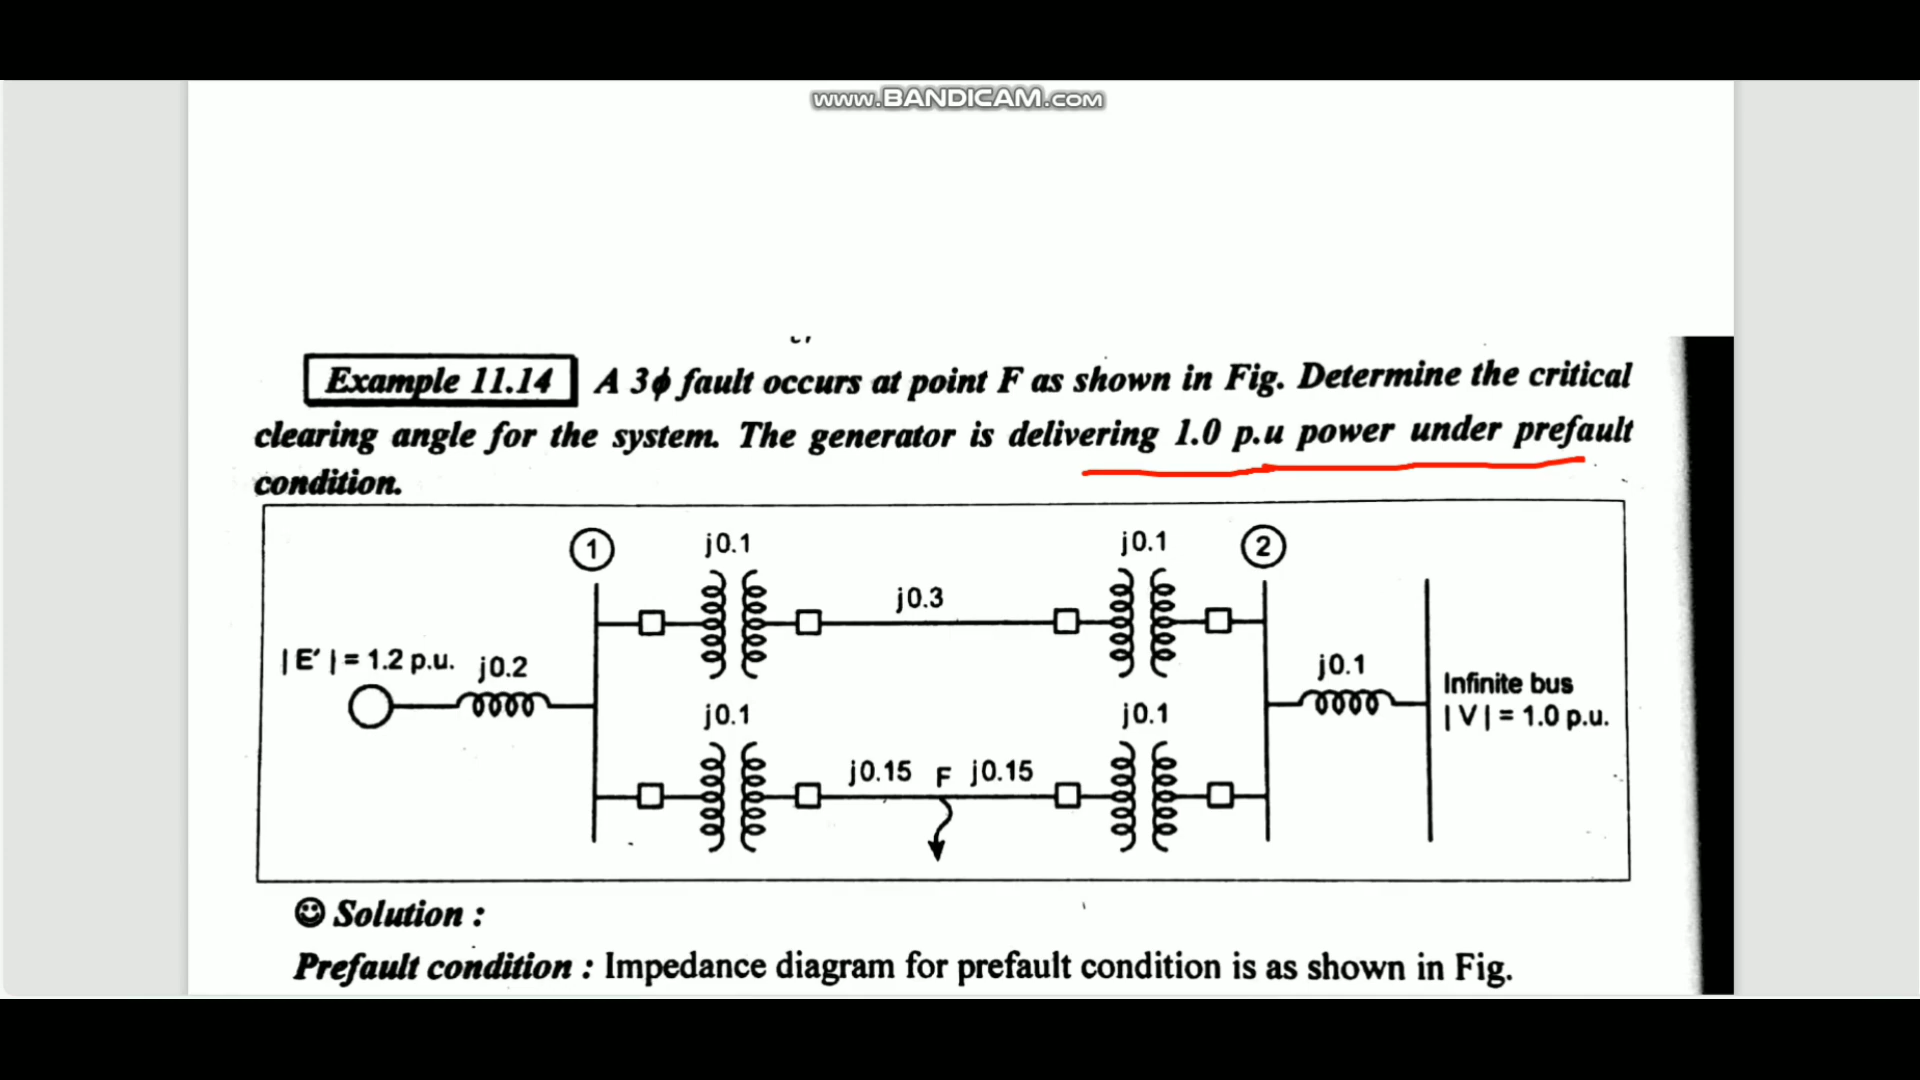 www.BANDICAM.com
Example 11.14 A 3ϕ fault occurs at point F as shown in Fig. Determine the critical
clearing angle for the system. The generator is delivering 1.0 p.u power under prefault
condition.
1
j0.1
j0.1
2
j0.3
|E′| = 1.2 p.u.
j0.2
j0.1
Infinite bus
|V| = 1.0 p.u.
j0.1
j0.1
j0.15 F j0.15
Solution :
Prefault condition : Impedance diagram for prefault condition is as shown in Fig.